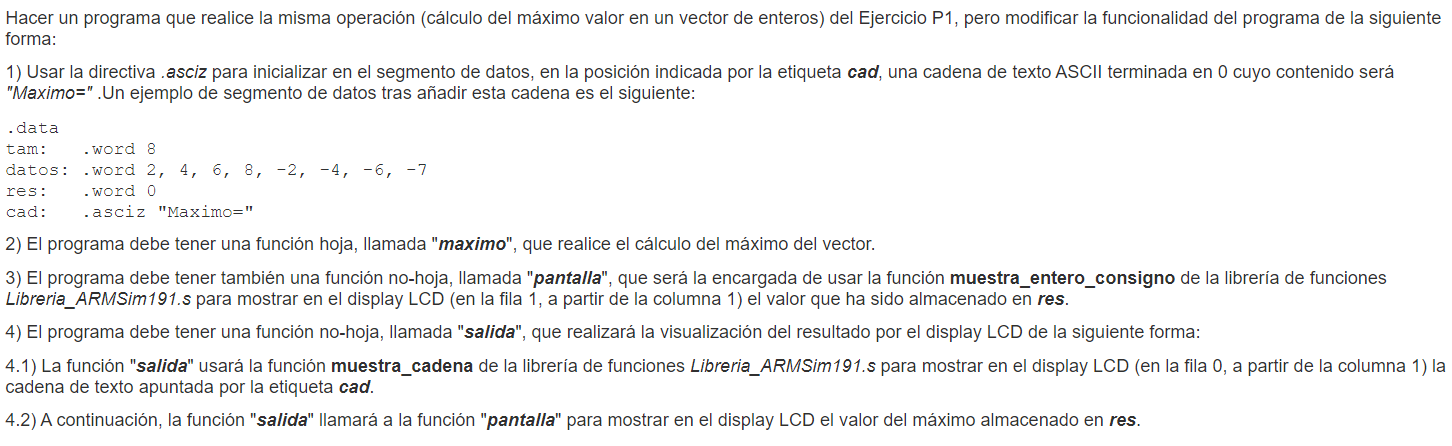 Hacer un programa que realice la misma operación (cálculo del máximo valor en un vector de enteros) del Ejercicio P1, pero modificar la funcionalidad del programa de la siguiente
forma:
1) Usar la directiva .asciz para inicializar en el segmento de datos, en la posición indicada por la etiqueta cad, una cadena de texto ASCII terminada en 0 cuyo contenido será
"Maximo=" .Un ejemplo de segmento de datos tras añadir esta cadena es el siguiente:
.data
tam:   .word 8
datos: .word 2, 4, 6, 8, -2, -4, -6, -7
res:   .word 0
cad:   .asciz "Maximo="
2) El programa debe tener una función hoja, llamada "maximo", que realice el cálculo del máximo del vector.
3) El programa debe tener también una función no-hoja, llamada "pantalla", que será la encargada de usar la función muestra_entero_consigno de la librería de funciones
Libreria_ARMSim191.s para mostrar en el display LCD (en la fila 1, a partir de la columna 1) el valor que ha sido almacenado en res.
4) El programa debe tener una función no-hoja, llamada "salida", que realizará la visualización del resultado por el display LCD de la siguiente forma:
4.1) La función "salida" usará la función muestra_cadena de la librería de funciones Libreria_ARMSim191.s para mostrar en el display LCD (en la fila 0, a partir de la columna 1) la
cadena de texto apuntada por la etiqueta cad.
4.2) A continuación, la función "salida" llamará a la función "pantalla" para mostrar en el display LCD el valor del máximo almacenado en res.